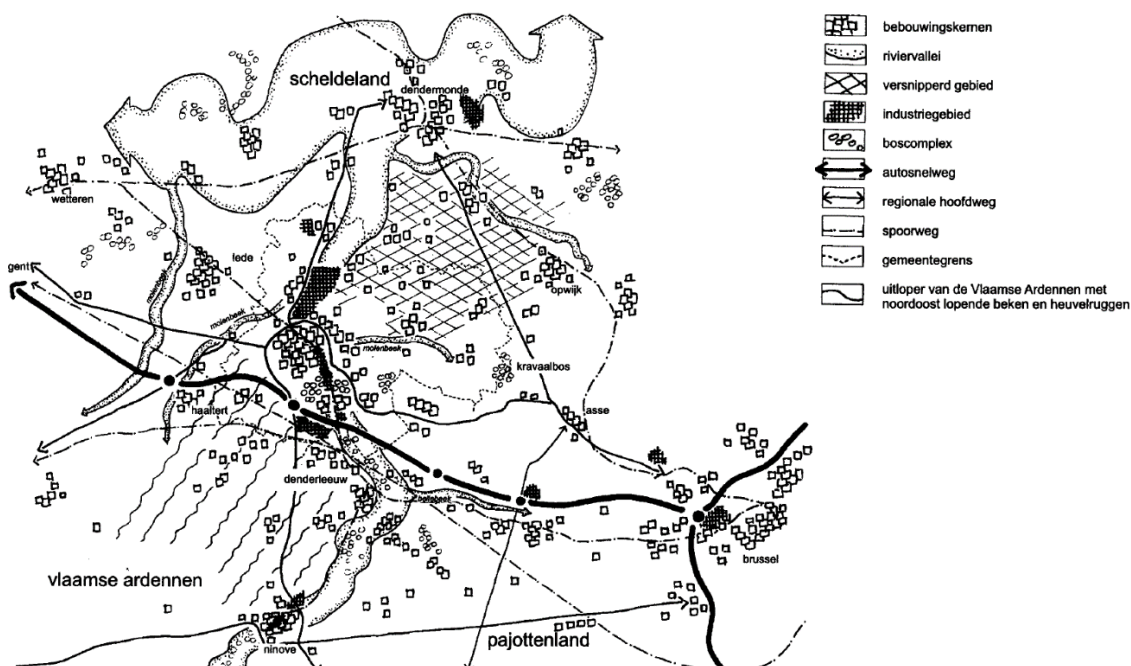 scheldeland
dendermonde
wetteren
lede
gent
opwijk
molenbeek
molenbeek
kravaalbos
haaltert
asse
denderleeuw
brussel
vlaamse ardennen
ninove
pajottenland
bebouwingskernen
riviervallei
versnipperd gebied
industriegebied
boscomplex
autosnelweg
regionale hoofdweg
spoorweg
gemeentegrens
uitloper van de Vlaamse Ardennen met
noordoost lopende beken en heuvelruggen